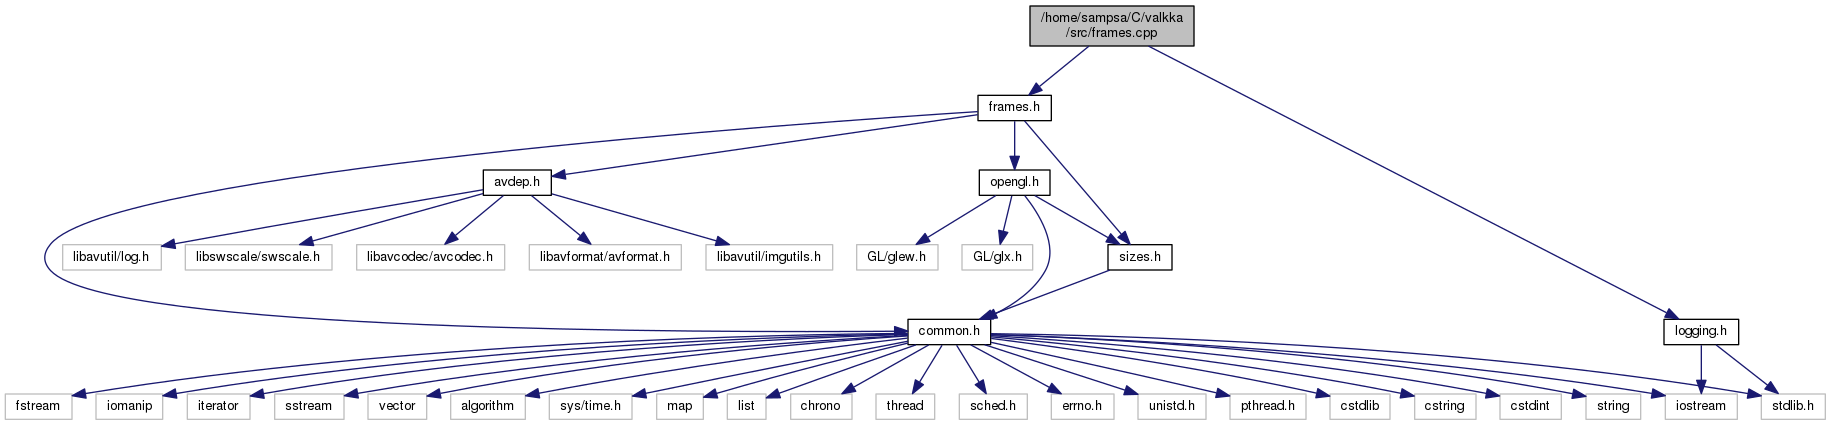 /home/sampsa/C/valkka
/src/frames.cpp
frames.h
avdep.h
opengl.h
libavutil/log.h
libswscale/swscale.h
libavcodec/avcodec.h
libavformat/avformat.h
libavutil/imgutils.h
GL/glew.h
GL/glx.h
sizes.h
common.h
logging.h
fstream
iomanip
iterator
sstream
vector
algorithm
sys/time.h
map
list
chrono
thread
sched.h
errno.h
unistd.h
pthread.h
cstdlib
cstring
cstdint
string
iostream
stdlib.h